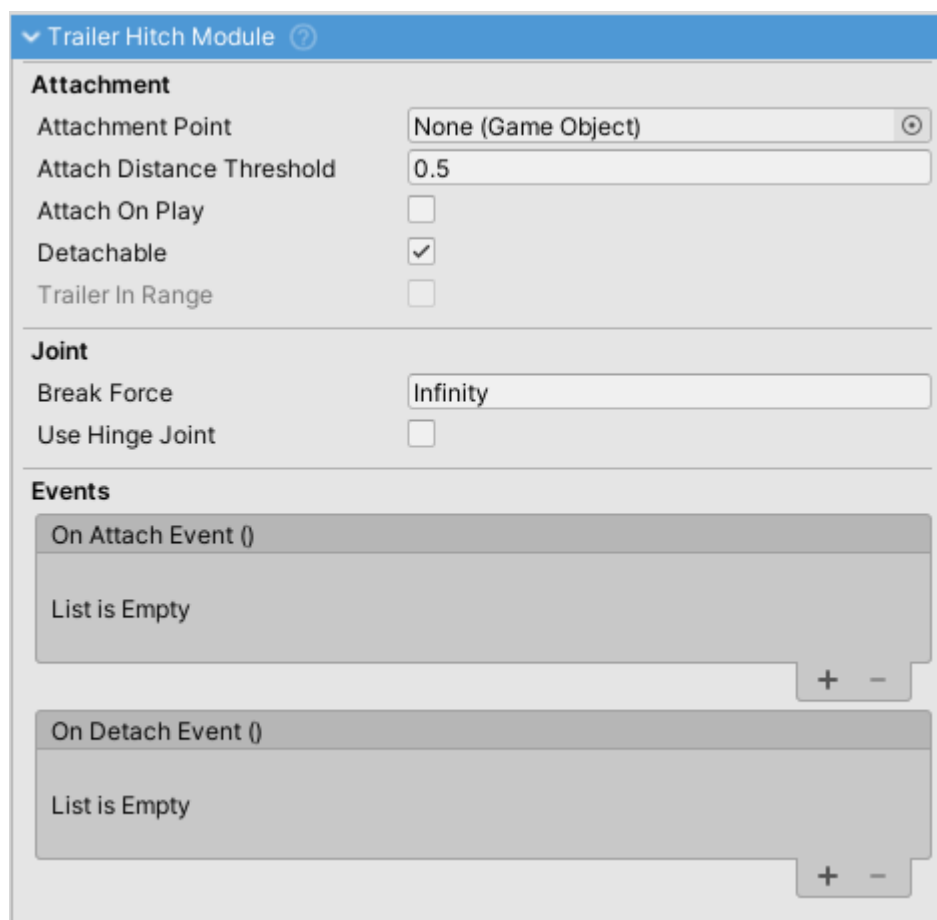 Trailer Hitch Module ?
Attachment
Attachment Point None (Game Object)
Attach Distance Threshold 0.5
Attach On Play
Detachable
Trailer In Range
Joint
Break Force Infinity
Use Hinge Joint
Events
On Attach Event ()
List is Empty
+ −
On Detach Event ()
List is Empty
+ −